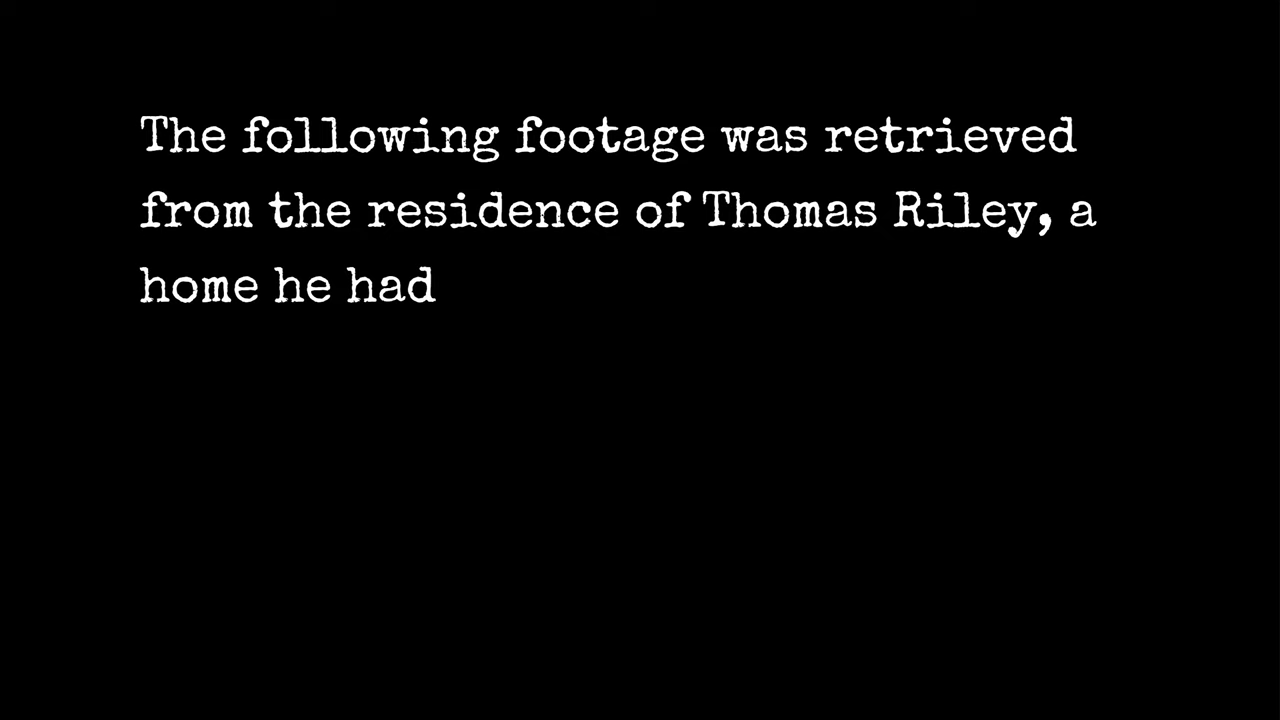 The following footage was retrieved
from the residence of Thomas Riley, a
home he had